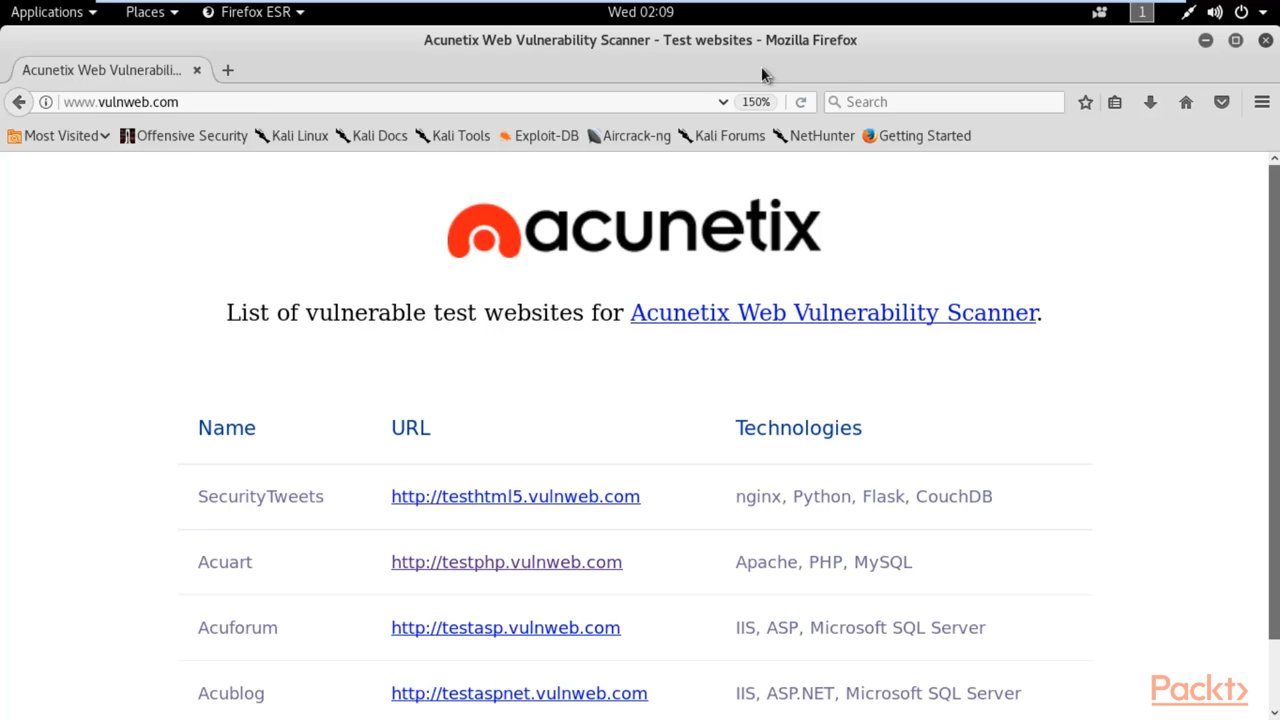 Applications Places Firefox ESR Wed 02:09 1
Acunetix Web Vulnerability Scanner - Test websites - Mozilla Firefox
Acunetix Web Vulnerabili... × +
www.vulnweb.com 150% Search
Most Visited Offensive Security Kali Linux Kali Docs Kali Tools Exploit-DB Aircrack-ng Kali Forums NetHunter Getting Started
acunetix
List of vulnerable test websites for Acunetix Web Vulnerability Scanner.
Name URL Technologies
SecurityTweets http://testhtml5.vulnweb.com nginx, Python, Flask, CouchDB
Acuart http://testphp.vulnweb.com Apache, PHP, MySQL
Acuforum http://testasp.vulnweb.com IIS, ASP, Microsoft SQL Server
Acublog http://testaspnet.vulnweb.com IIS, ASP.NET, Microsoft SQL Server
Packt>